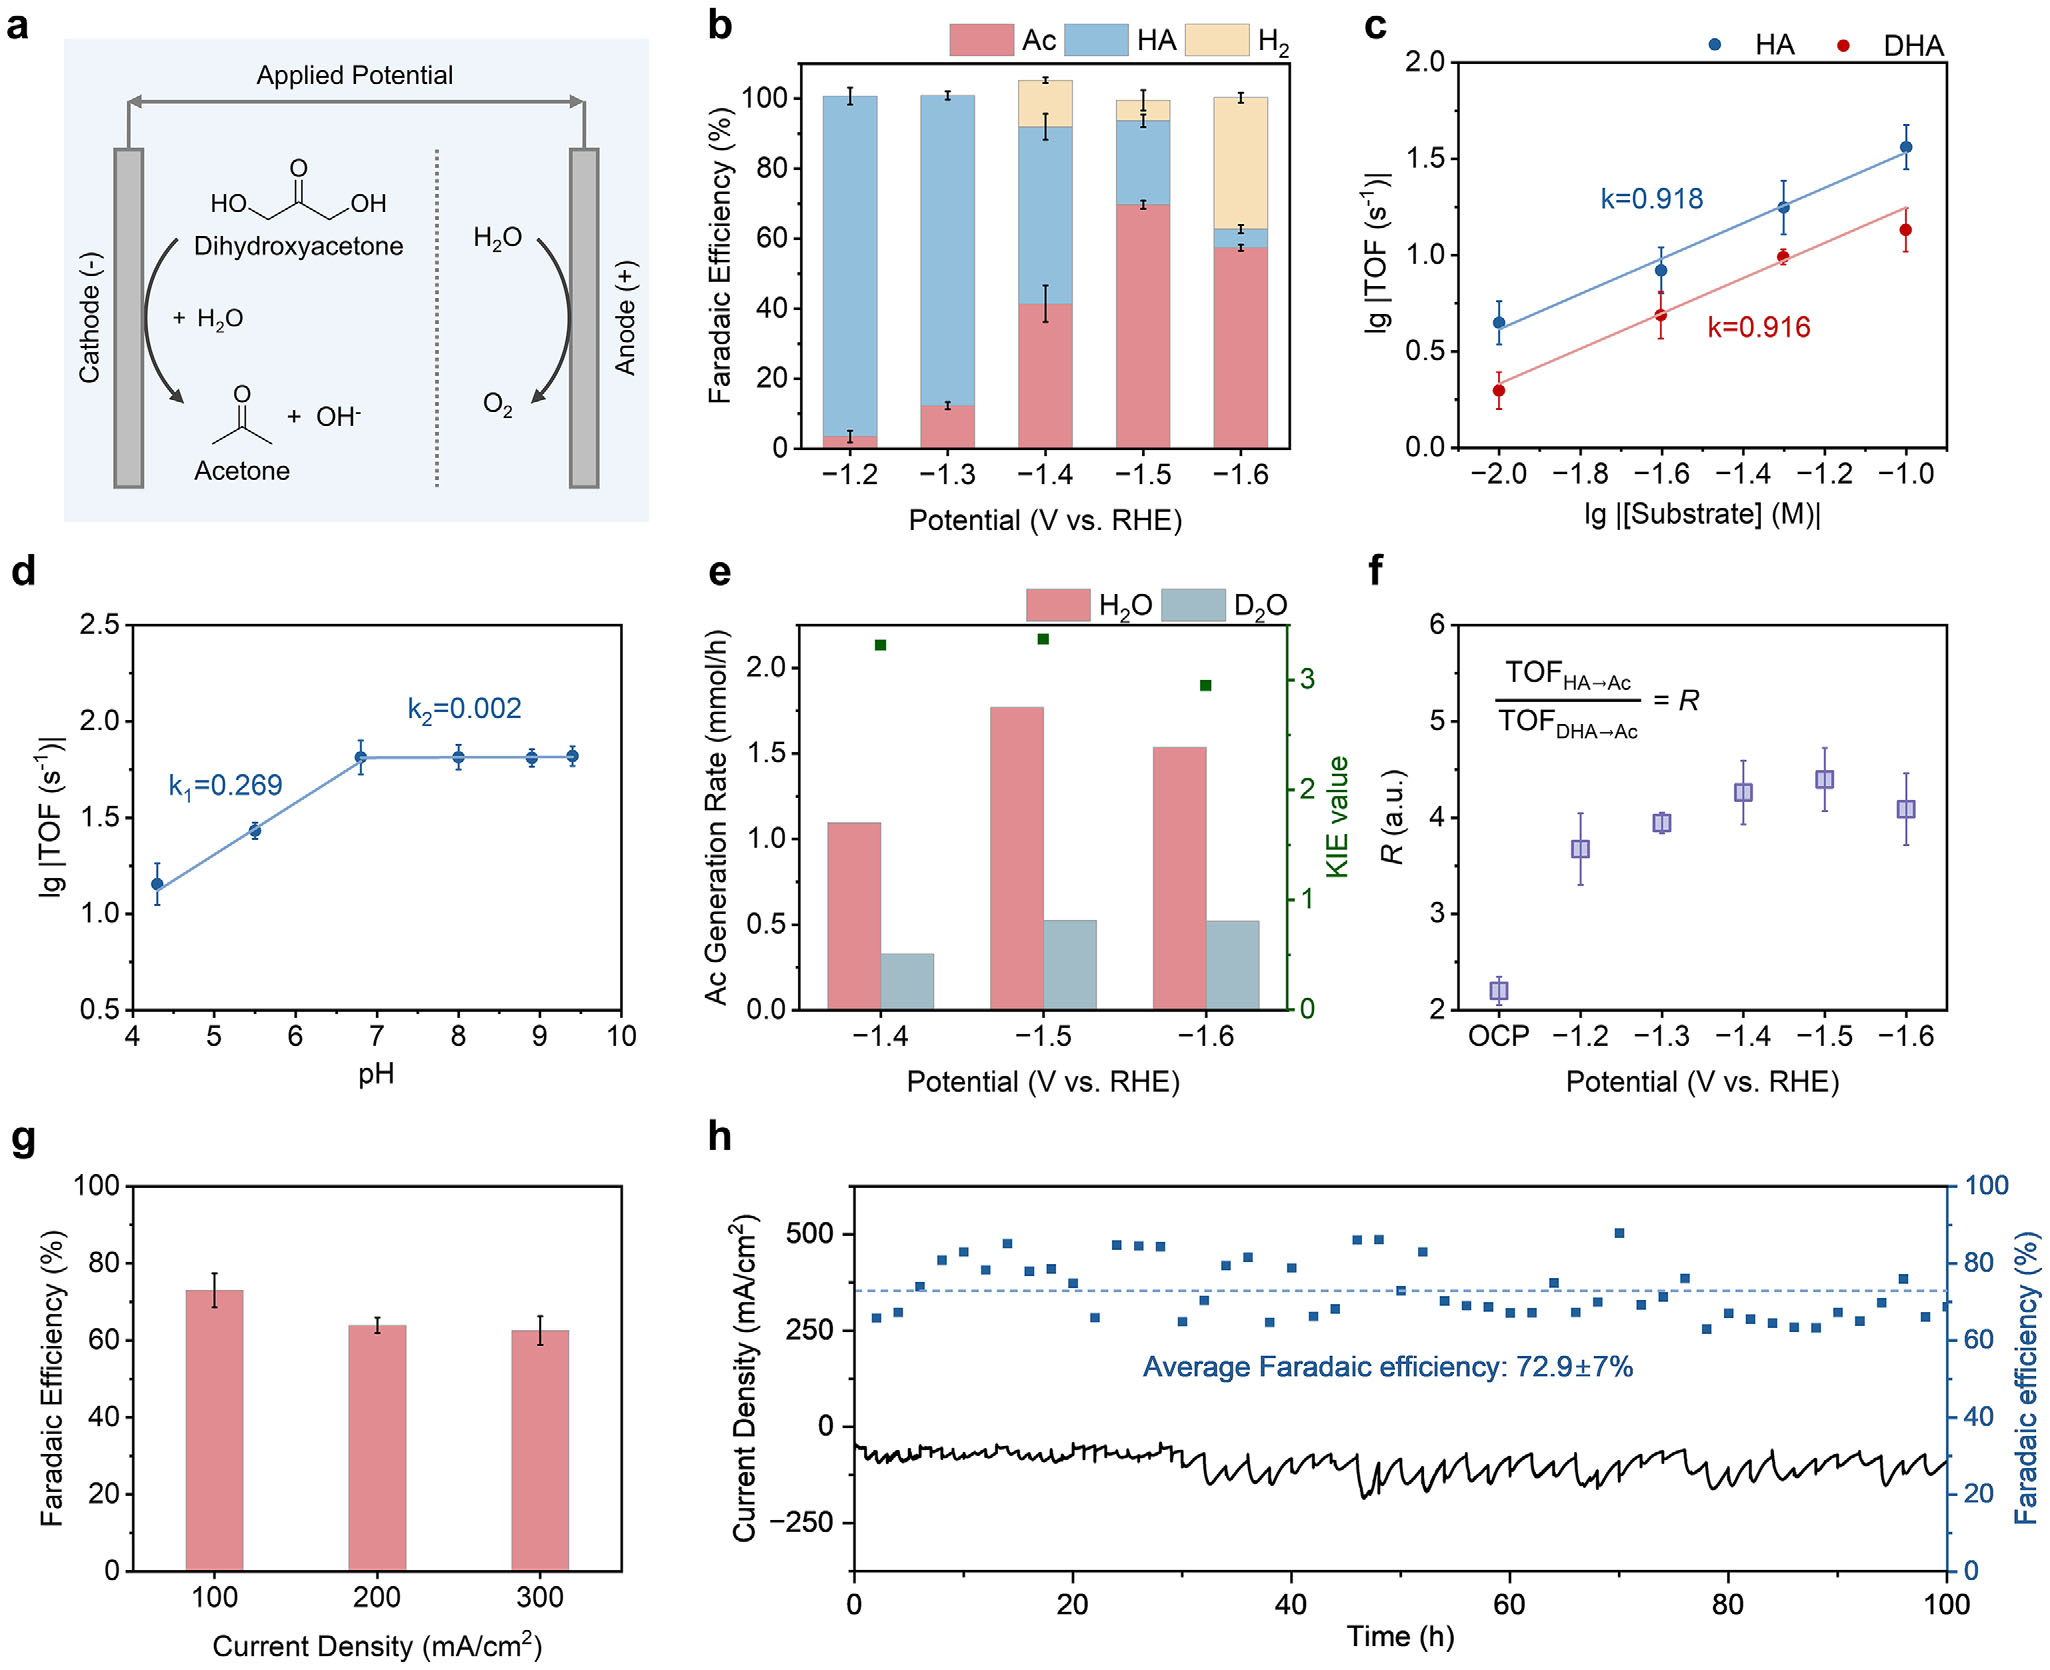 a
Applied Potential
Cathode (-)
O
HO
OH
Dihydroxyacetone
+ H₂O
O
+ OH⁻
Acetone
H₂O
O₂
Anode (+)
b
Ac HA H₂
Faradaic Efficiency (%)
100
80
60
40
20
0
−1.2 −1.3 −1.4 −1.5 −1.6
Potential (V vs. RHE)
c
HA DHA
lg |TOF (s⁻¹)|
2.0
1.5
1.0
0.5
0.0
k=0.918
k=0.916
−2.0 −1.8 −1.6 −1.4 −1.2 −1.0
lg |[Substrate] (M)|
d
lg |TOF (s⁻¹)|
2.5
2.0
1.5
1.0
0.5
k₁=0.269
k₂=0.002
4 5 6 7 8 9 10
pH
e
H₂O D₂O
Ac Generation Rate (mmol/h)
2.0
1.5
1.0
0.5
0.0
3
2
1
0
KIE value
−1.4 −1.5 −1.6
Potential (V vs. RHE)
f
R (a.u.)
6
5
4
3
2
TOF HA→Ac
TOF DHA→Ac
= R
OCP −1.2 −1.3 −1.4 −1.5 −1.6
Potential (V vs. RHE)
g
Faradaic Efficiency (%)
100
80
60
40
20
0
100 200 300
Current Density (mA/cm²)
h
Current Density (mA/cm²)
500
250
0
−250
Average Faradaic efficiency: 72.9±7%
100
80
60
40
20
0
Faradaic efficiency (%)
0 20 40 60 80 100
Time (h)